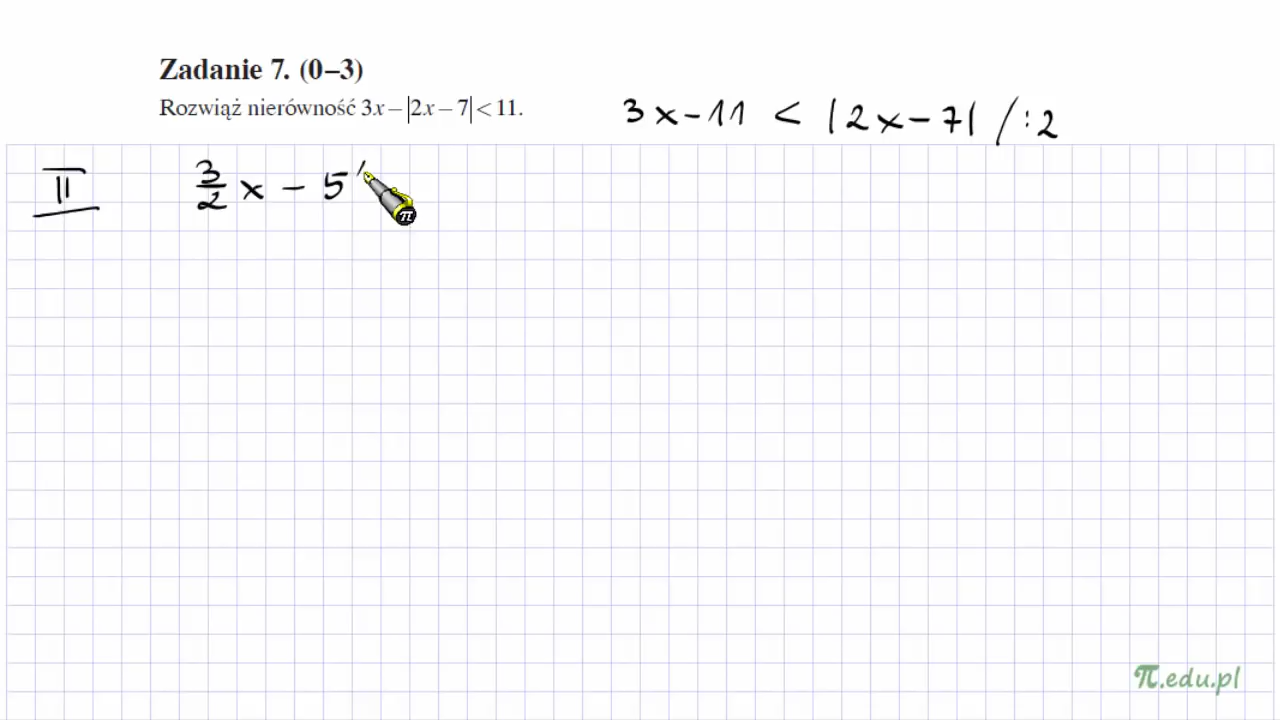 Zadanie 7. (0–3)
Rozwiąż nierówność 3x – |2x – 7| < 11.
3x – 11 < |2x – 7| / : 2
II
3/2 x – 5
π
π.edu.pl